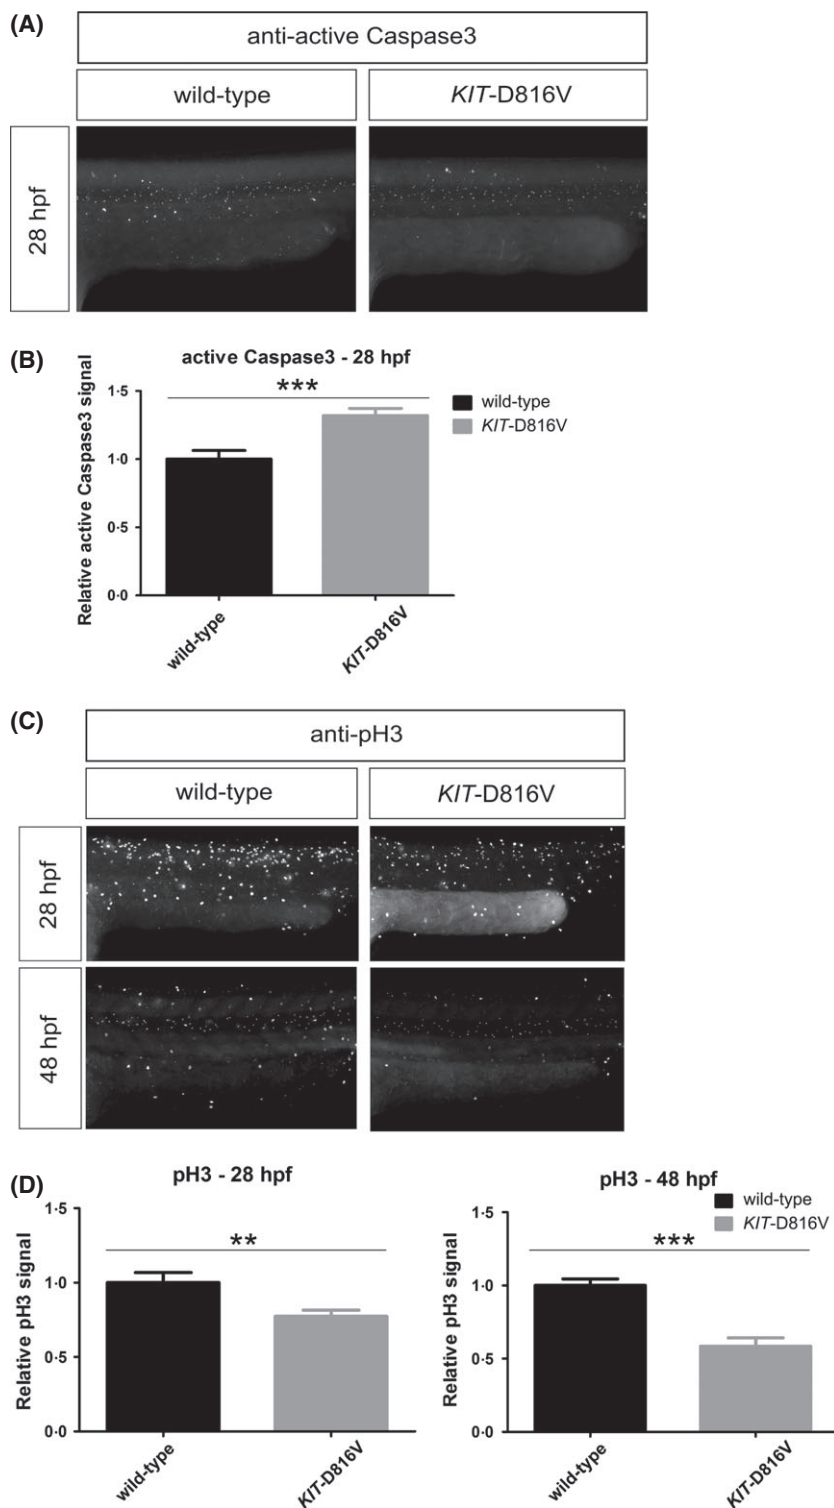 (A)
anti-active Caspase3
wild-type
KIT-D816V
28 hpf
(B)
active Caspase3 - 28 hpf
Relative active Caspase3 signal
1·5
1·0
0·5
0·0
***
wild-type
KIT-D816V
wild-type
KIT-D816V
(C)
anti-pH3
wild-type
KIT-D816V
28 hpf
48 hpf
(D)
pH3 - 28 hpf
Relative pH3 signal
1·5
1·0
0·5
0·0
**
wild-type
KIT-D816V
pH3 - 48 hpf
Relative pH3 signal
1·5
1·0
0·5
0·0
***
wild-type
KIT-D816V
wild-type
KIT-D816V